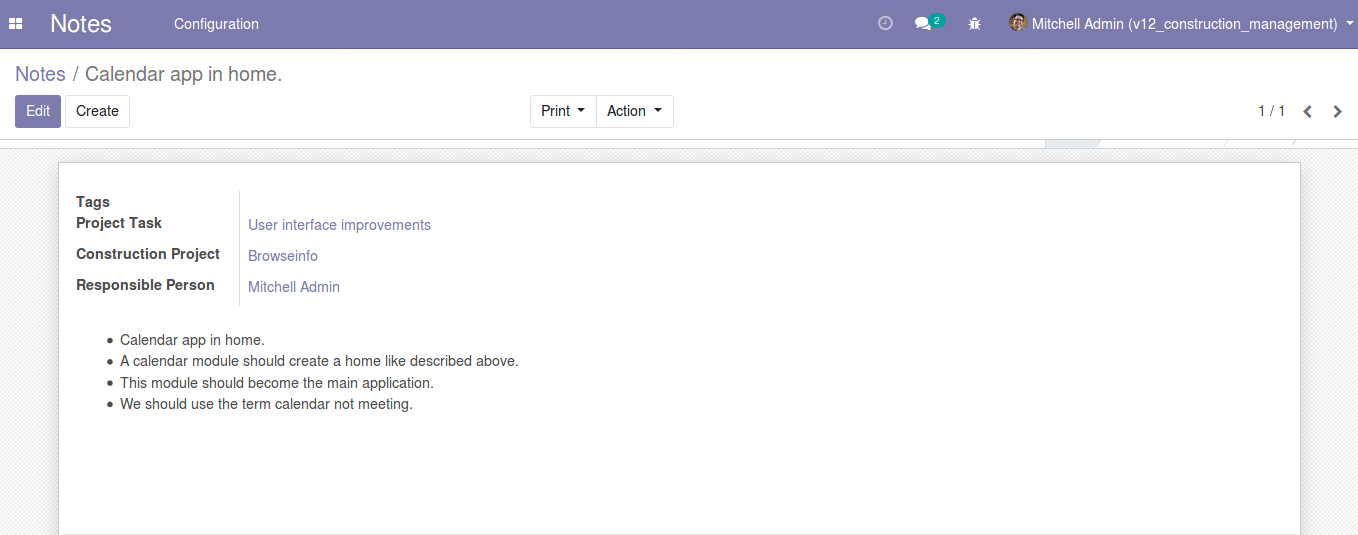 Notes Configuration 2 Mitchell Admin (v12_construction_management)
Notes / Calendar app in home.
Edit Create Print Action 1 / 1
Tags
Project Task User interface improvements
Construction Project Browseinfo
Responsible Person Mitchell Admin
Calendar app in home.
A calendar module should create a home like described above.
This module should become the main application.
We should use the term calendar not meeting.